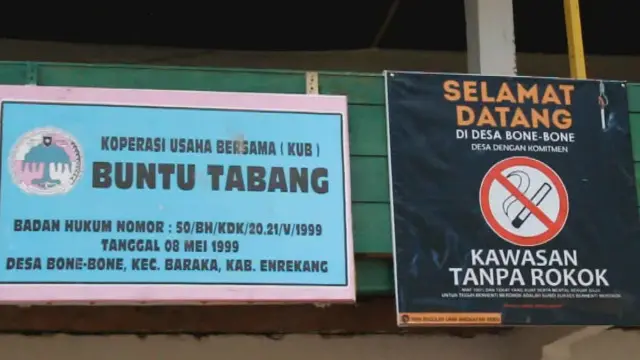 KOPERASI USAHA BERSAMA ( KUB )
BUNTU TABANG
BADAN HUKUM NOMOR : 50/BH/KDK/20.21/V/1999
TANGGAL 08 MEI 1999
DESA BONE-BONE, KEC. BARAKA, KAB. ENREKANG
SELAMAT
DATANG
DI DESA BONE-BONE
DESA DENGAN KOMITMEN
KAWASAN
TANPA ROKOK